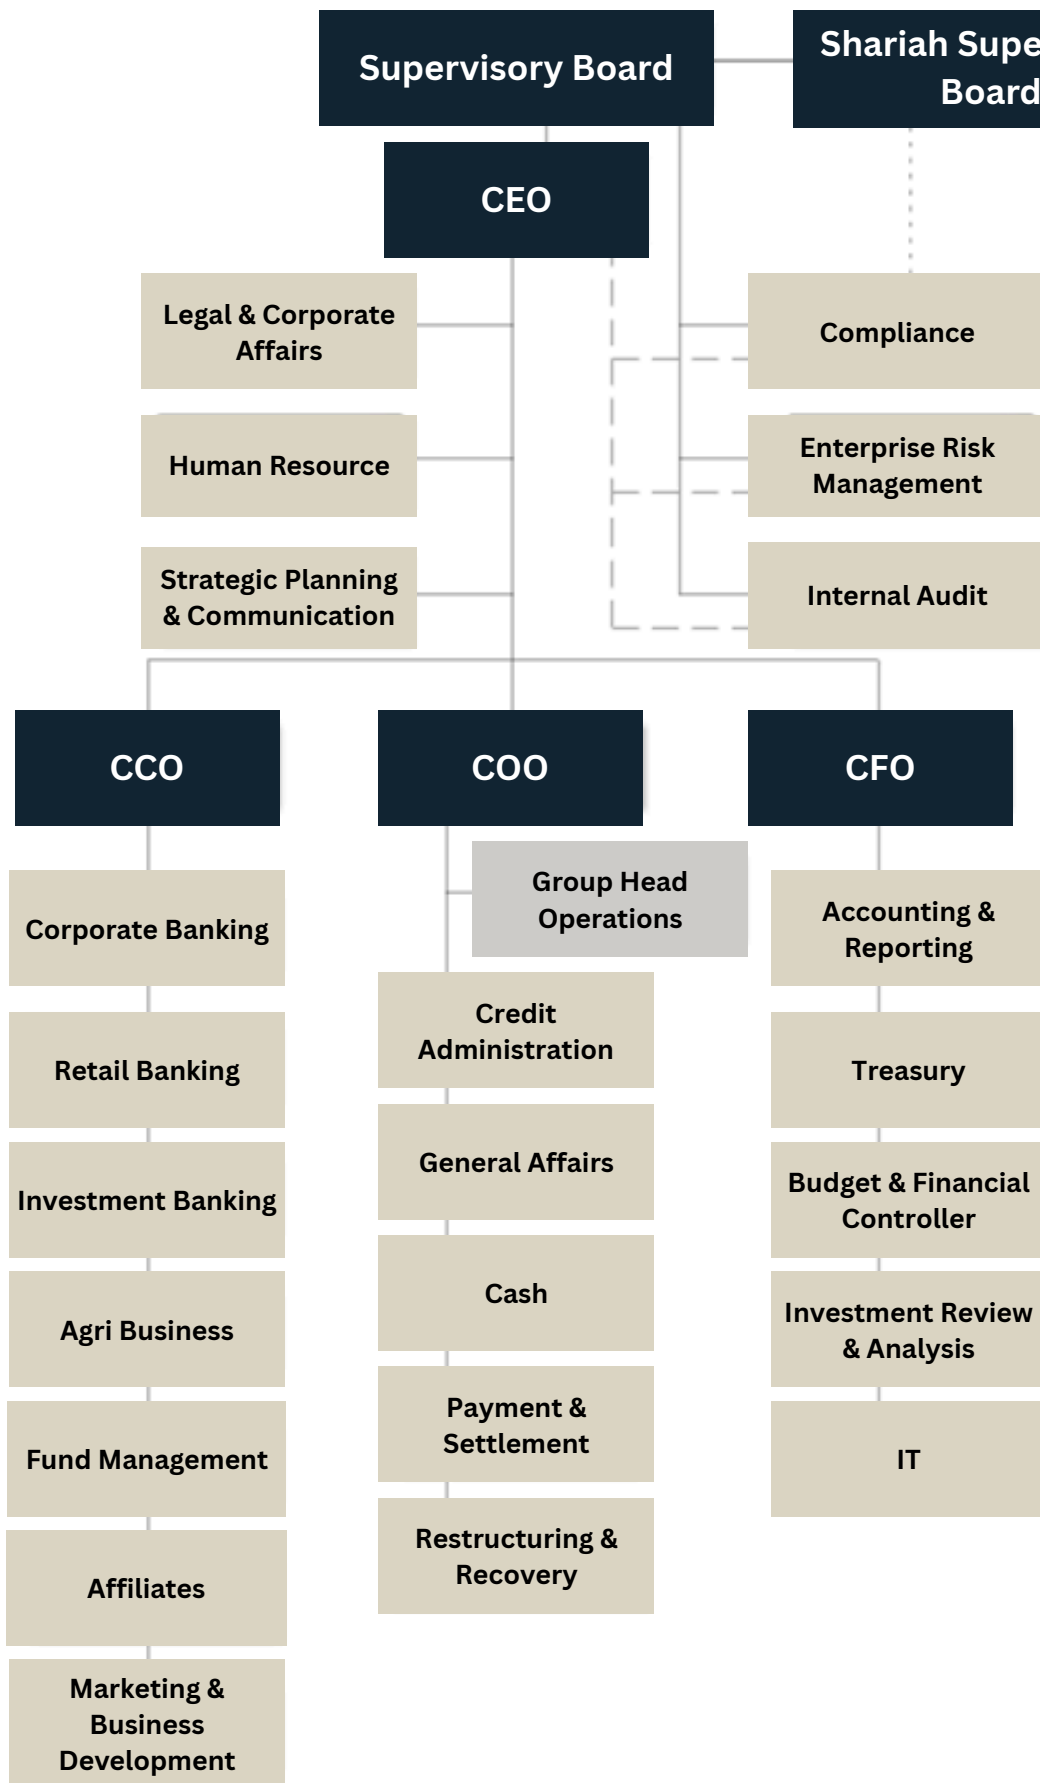 Supervisory Board
Shariah
Board
CEO
Legal & Corporate
Affairs
Compliance
Human Resource
Enterprise Risk
Management
Strategic Planning
& Communication
Internal Audit
CCO
COO
CFO
Group Head
Operations
Corporate Banking
Retail Banking
Investment Banking
Agri Business
Fund Management
Affiliates
Marketing &
Business
Development
Credit
Administration
General Affairs
Cash
Payment &
Settlement
Restructuring &
Recovery
Accounting &
Reporting
Treasury
Budget & Financial
Controller
Investment Review
& Analysis
IT